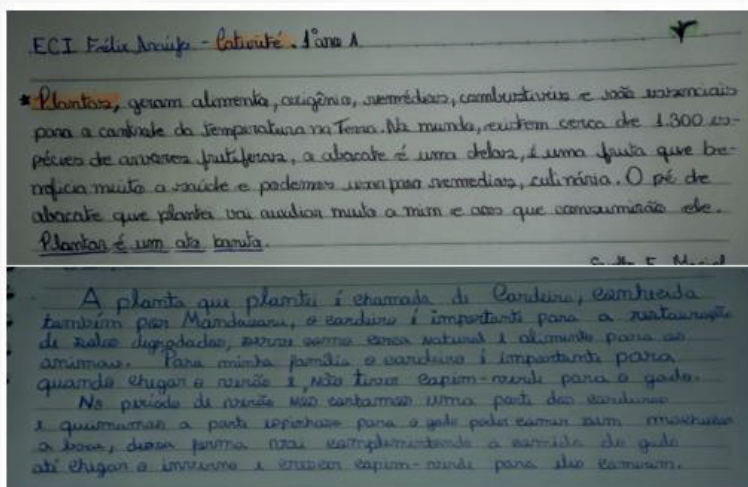 ECI Félix Araújo - Caturité. 1º ano A
* Plantas, geram alimento, oxigênio, remédios, combustíveis e são essenciais
para a controle da temperatura na Terra. No mundo, existem cerca de 1.300 es-
pécies de arvores frutíferas, a abacate é uma delas, é uma fruta que be-
neficia muito a saúde e podemos usar para remedios, culinária. O pé de
abacate que plantei vai auxiliar muito a mim e aos que consumirão ele.
Plantar é um ato bonito.
A planta que plantei é chamada de Cardeiro, conhecida
também por Mandacaru, o cardeiro é importante para a restauração
de solos degradados, serve como cerca natural e alimento para os
animais. Para minha família o cardeiro é importante para
quando chegar o verão e não tiver capim-verde para o gado.
No período de verão nós cortamos uma parte dos cardeiros
e queimamos a parte espinhosa para o gado poder comer sem machucar
a boca, dessa forma vai complementando a comida do gado
até chegar o inverno e crescer capim-verde para eles comerem.